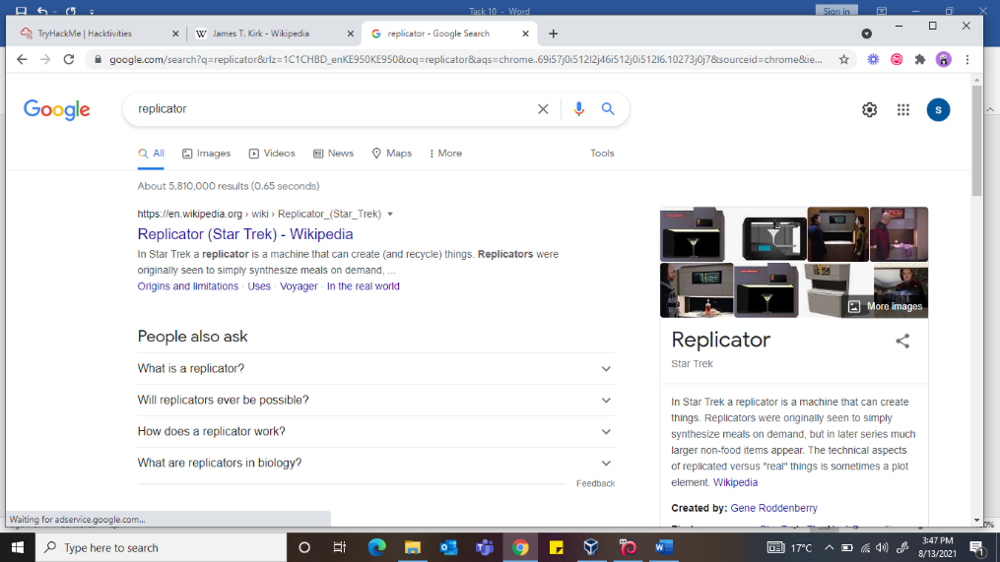 Task 10 - Word
Sign in
TryHackMe | Hacktivities
W James T. Kirk - Wikipedia
G replicator - Google Search
google.com/search?q=replicator&rlz=1C1CHBD_enKE950KE950&oq=replicator&aqs=chrome..69i57j0i512l2j46i512j0i512l6.10273j0j7&sourceid=chrome&ie...
Google
replicator
S
All
Images
Videos
News
Maps
More
Tools
About 5,810,000 results (0.65 seconds)
https://en.wikipedia.org › wiki › Replicator_(Star_Trek)
Replicator (Star Trek) - Wikipedia
In Star Trek a replicator is a machine that can create (and recycle) things. Replicators were
originally seen to simply synthesize meals on demand, ...
Origins and limitations · Uses · Voyager · In the real world
People also ask
What is a replicator?
Will replicators ever be possible?
How does a replicator work?
What are replicators in biology?
Feedback
More images
Replicator
Star Trek
In Star Trek a replicator is a machine that can create
things. Replicators were originally seen to simply
synthesize meals on demand, but in later series much
larger non-food items appear. The technical aspects
of replicated versus "real" things is sometimes a plot
element. Wikipedia
Created by: Gene Roddenberry
Waiting for adservice.google.com...
Type here to search
17°C
3:47 PM
8/13/2021
1